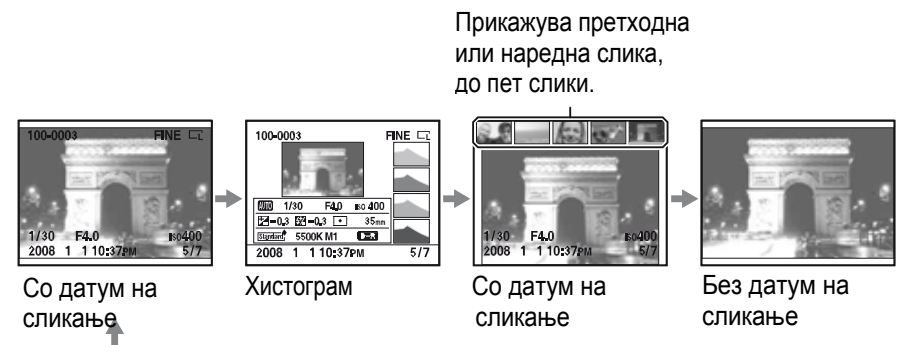 Прикажува претходна
или наредна слика,
до пет слики.
100-0003 FINE L
1/30 F4.0 ISO400
2008 1 1 10:37PM 5/7
Со датум на
сликање
100-0003 FINE L
AUTO 1/30 F4.0 ISO 400
-0.3 -0.3 35mm
Standard 5500K M1 D-R
2008 1 1 10:37PM 5/7
Хистограм
1/30 F4.0 ISO400
2008 1 1 10:37PM 5/7
Со датум на
сликање
Без датум на
сликање